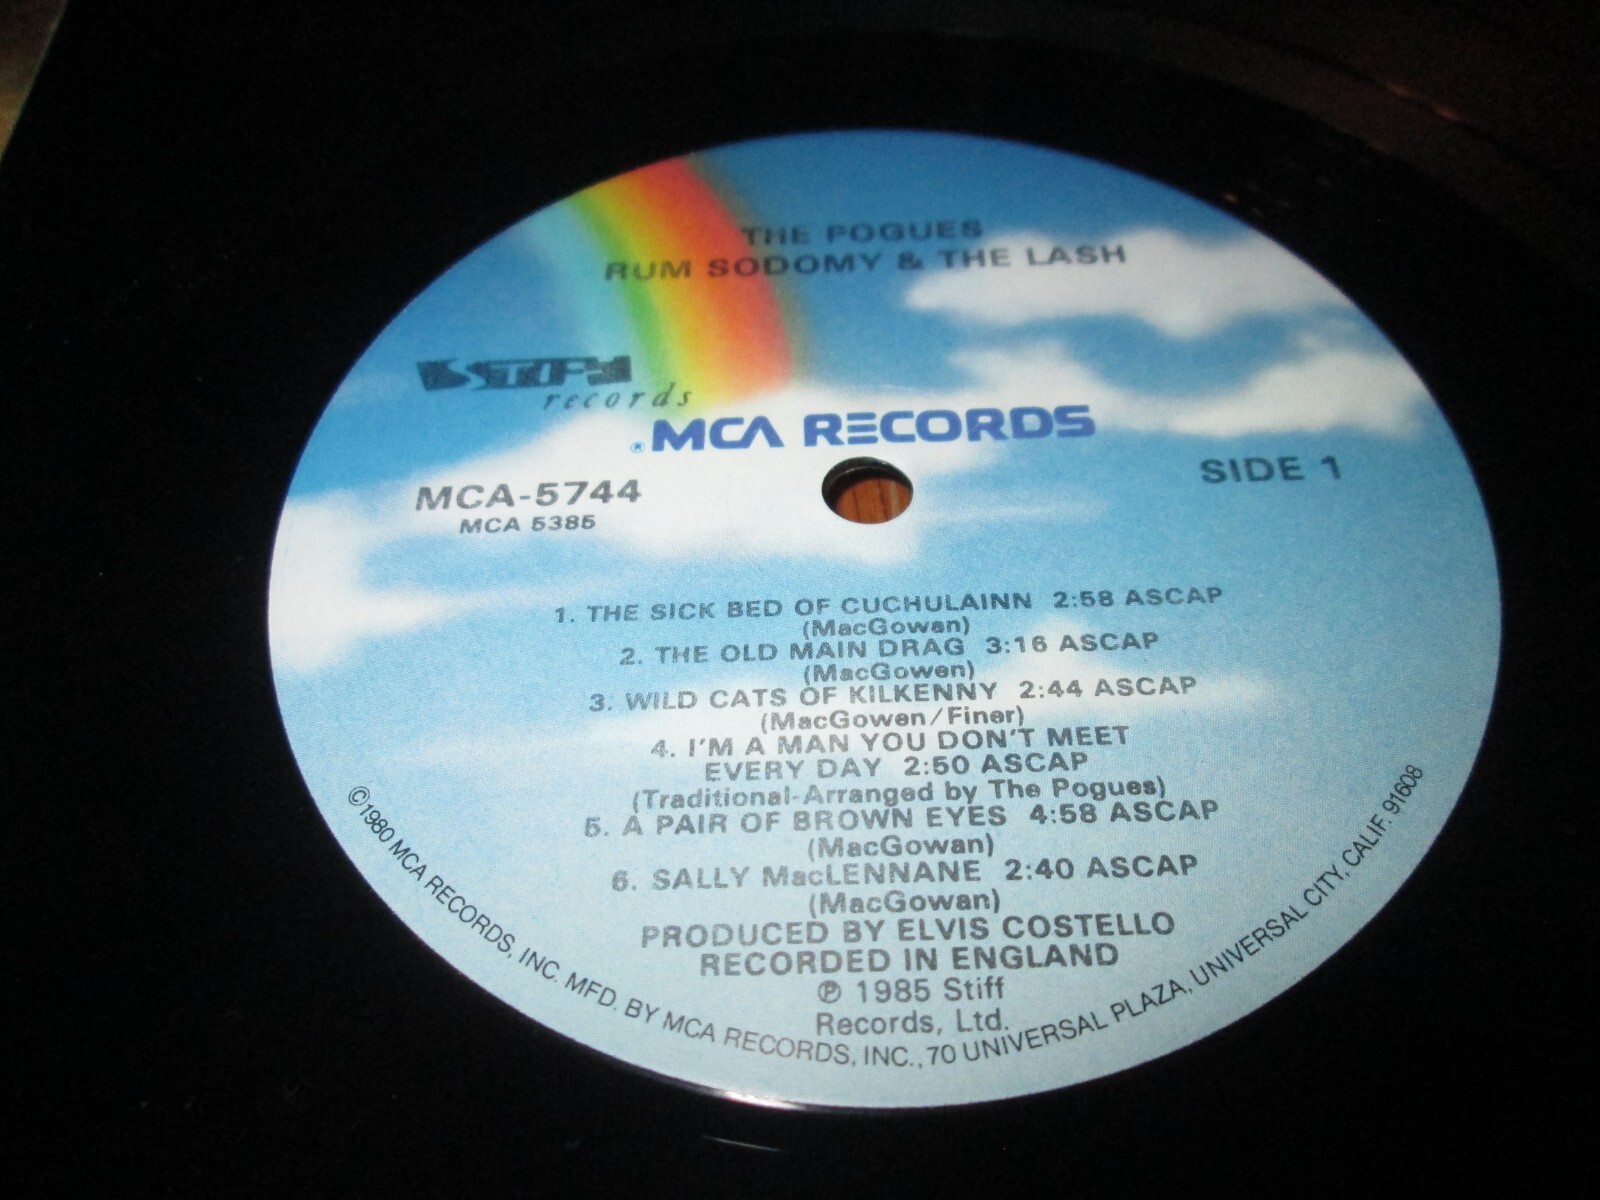 THE POGUES
RUM SODOMY & THE LASH
STIFF
records
® MCA RECORDS
MCA-5744
MCA 5385
SIDE 1
1. THE SICK BED OF CUCHULAINN 2:58 ASCAP
(MacGowan)
2. THE OLD MAIN DRAG 3:16 ASCAP
(MacGowen)
3. WILD CATS OF KILKENNY 2:44 ASCAP
(MacGowen/Finer)
4. I'M A MAN YOU DON'T MEET
EVERY DAY 2:50 ASCAP
(Traditional-Arranged by The Pogues)
5. A PAIR OF BROWN EYES 4:58 ASCAP
(MacGowan)
6. SALLY MacLENNANE 2:40 ASCAP
(MacGowan)
PRODUCED BY ELVIS COSTELLO
RECORDED IN ENGLAND
℗ 1985 Stiff
Records, Ltd.
©1980 MCA RECORDS, INC. MFD. BY MCA RECORDS, INC., 70 UNIVERSAL PLAZA, UNIVERSAL CITY, CALIF. 91608